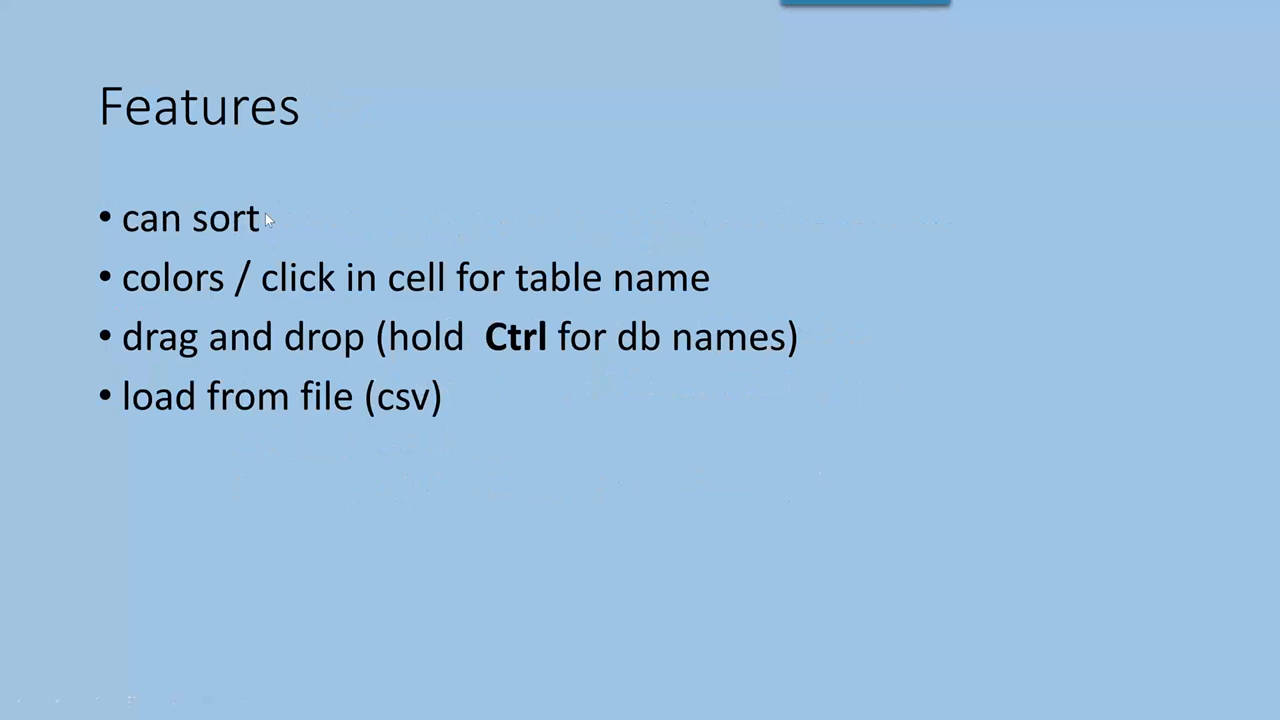 Features
• can sort
• colors / click in cell for table name
• drag and drop (hold  Ctrl for db names)
• load from file (csv)